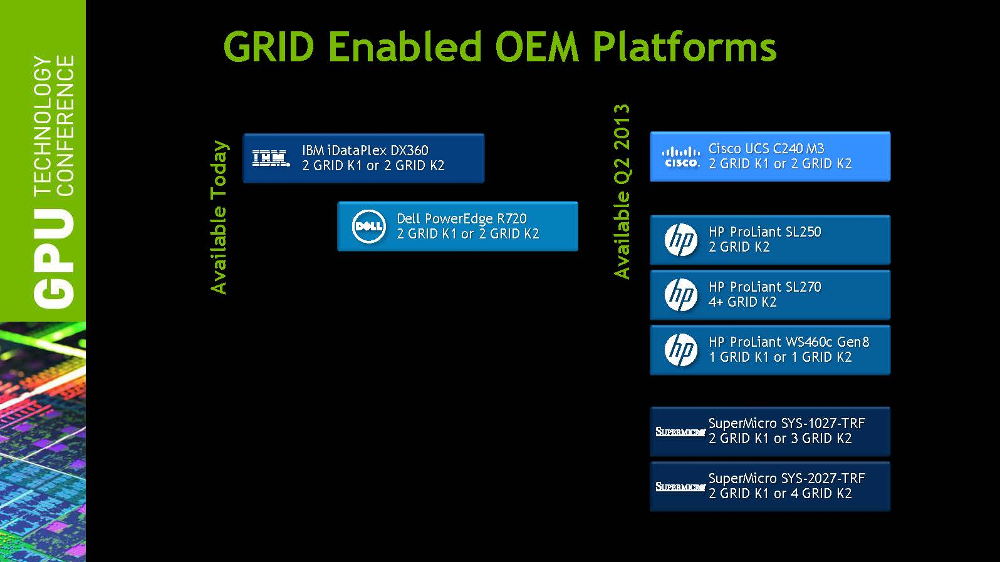 GPU TECHNOLOGY
CONFERENCE
GRID Enabled OEM Platforms
Available Today
IBM.
IBM iDataPlex DX360
2 GRID K1 or 2 GRID K2
DELL
Dell PowerEdge R720
2 GRID K1 or 2 GRID K2
Available Q2 2013
CISCO.
Cisco UCS C240 M3
2 GRID K1 or 2 GRID K2
hp
HP ProLiant SL250
2 GRID K2
hp
HP ProLiant SL270
4+ GRID K2
hp
HP ProLiant WS460c Gen8
1 GRID K1 or 1 GRID K2
SUPERMICRO
SuperMicro SYS-1027-TRF
2 GRID K1 or 3 GRID K2
SUPERMICRO
SuperMicro SYS-2027-TRF
2 GRID K1 or 4 GRID K2